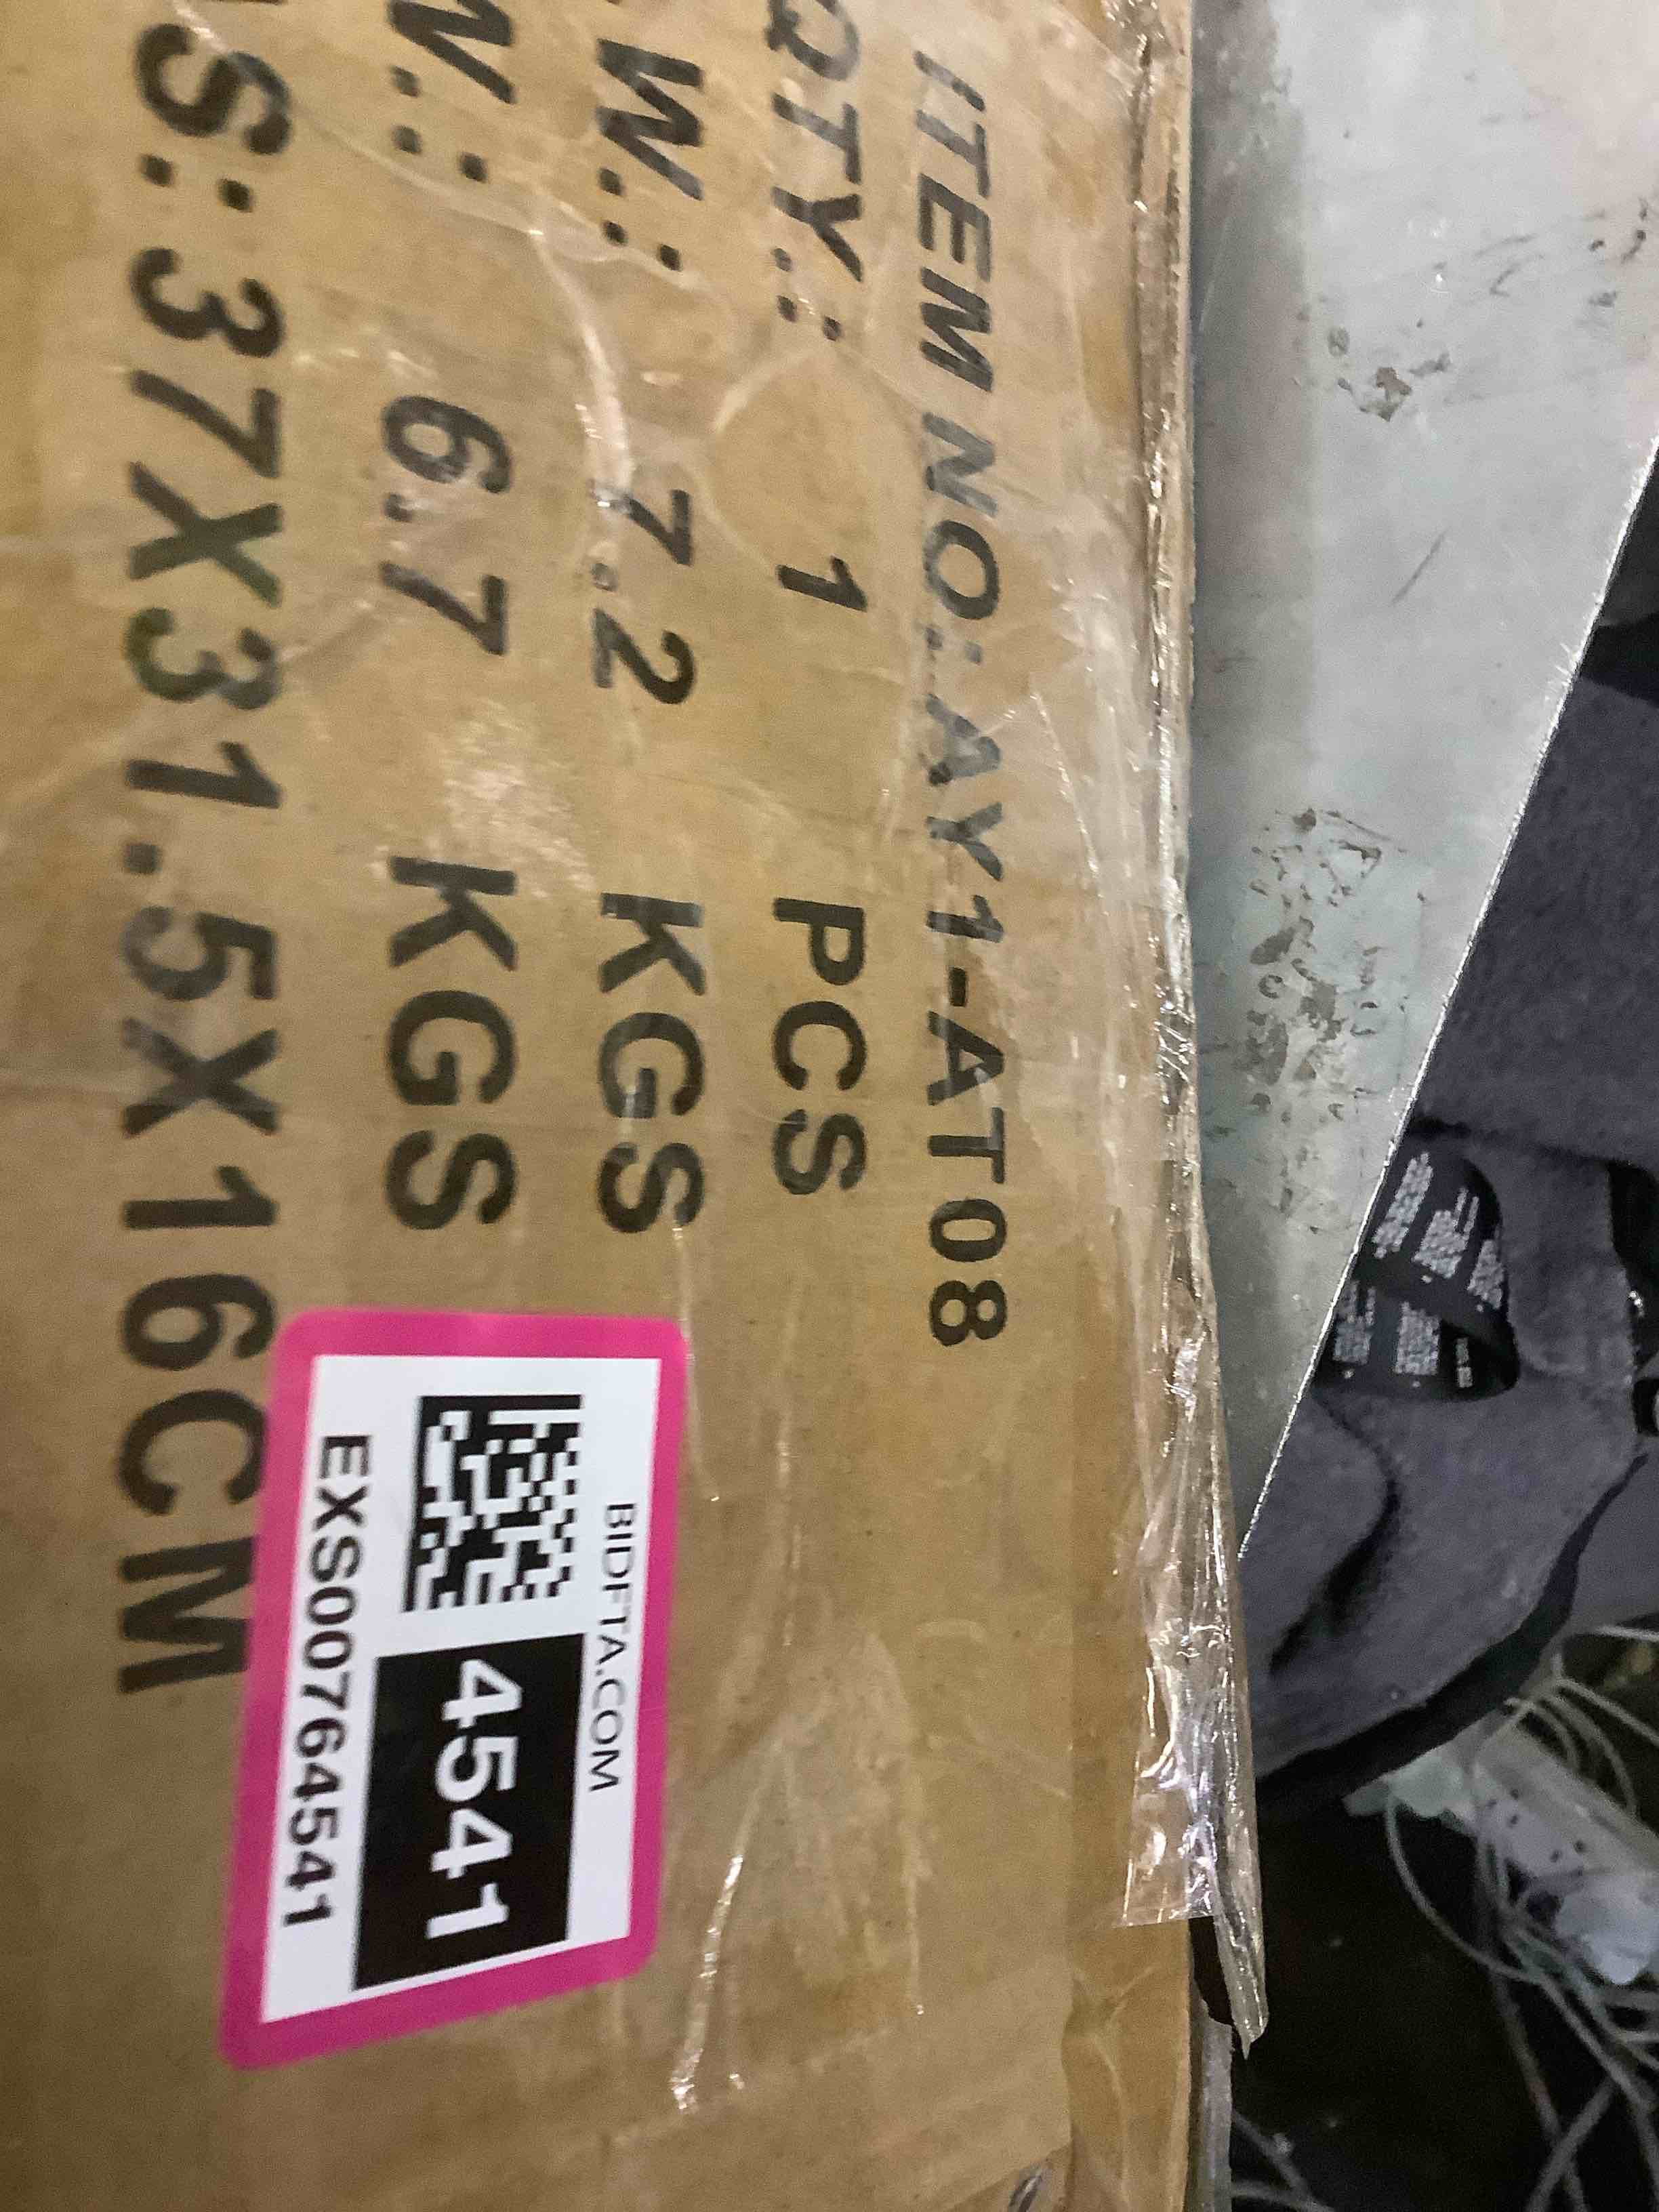 ITEM NO: AY1-AT08
QTY.: 1 PCS
W.: 7.2 KGS
W.: 6.7 KGS
S.: 37X31.5X16CM
BIDFTA.COM
4541
EXS00764541